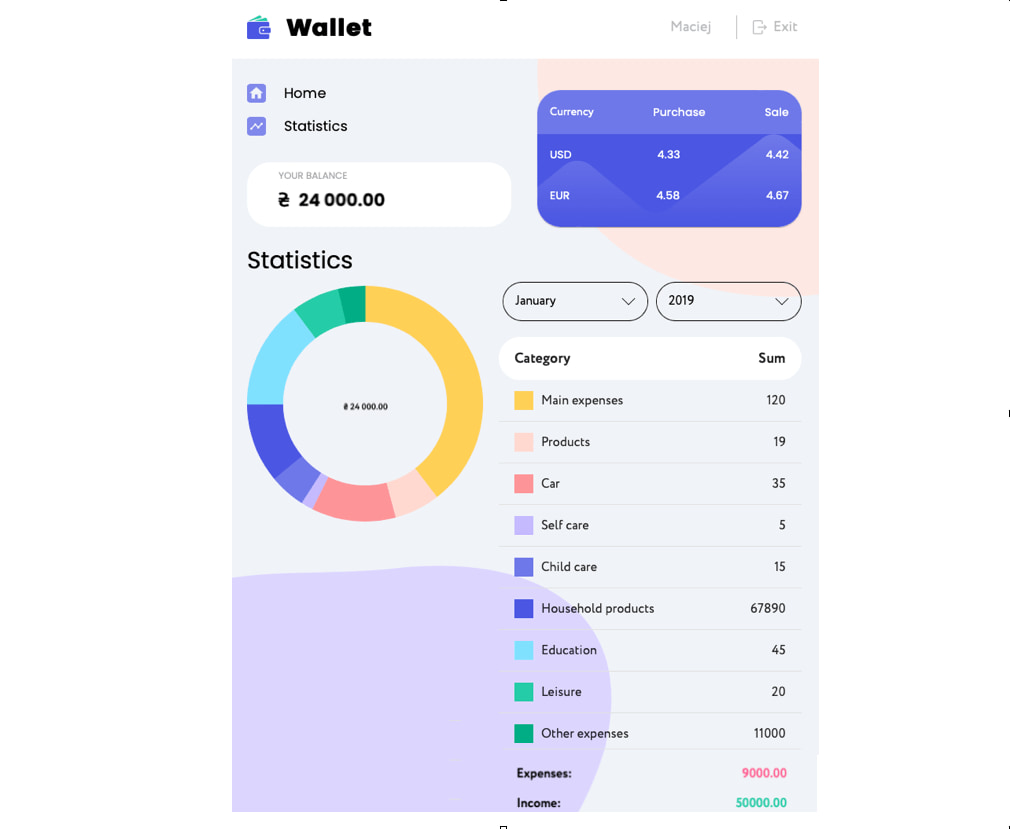 Wallet
Maciej
Exit
Home
Statistics
YOUR BALANCE
₴ 24 000.00
Currency Purchase Sale
USD 4.33 4.42
EUR 4.58 4.67
Statistics
January
2019
₴ 24 000.00
Category Sum
Main expenses 120
Products 19
Car 35
Self care 5
Child care 15
Household products 67890
Education 45
Leisure 20
Other expenses 11000
Expenses: 9000.00
Income: 50000.00